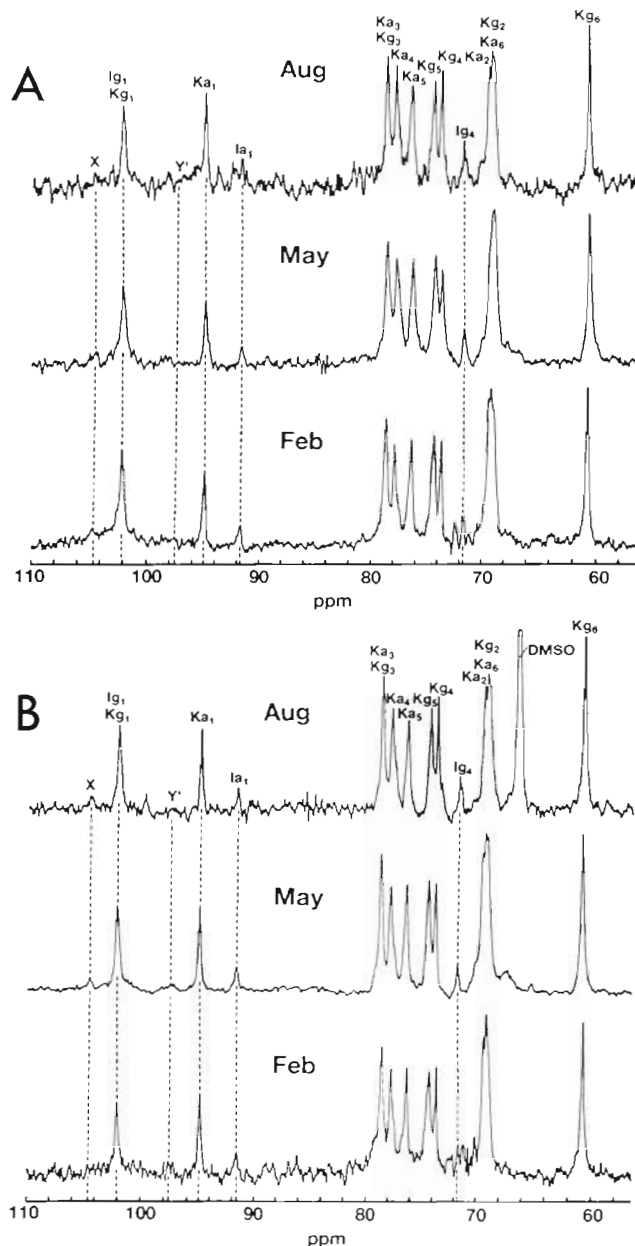 A
Aug
X
Ig₁
Kg₁
Y'
Ka₁
Ia₁
Ka₃
Kg₃
Ka₄
Ka₅
Kg₅
Kg₄
Ig₄
Ka₂
Kg₂
Ka₆
Kg₆
May
Feb
110 100 90 80 70 60
ppm
B
Aug
X
Ig₁
Kg₁
Y'
Ka₁
Ia₁
Ka₃
Kg₃
Ka₄
Ka₅
Kg₅
Kg₄
Ig₄
Ka₂
Kg₂
Ka₆
DMSO
Kg₆
May
Feb
110 100 90 80 70 60
ppm